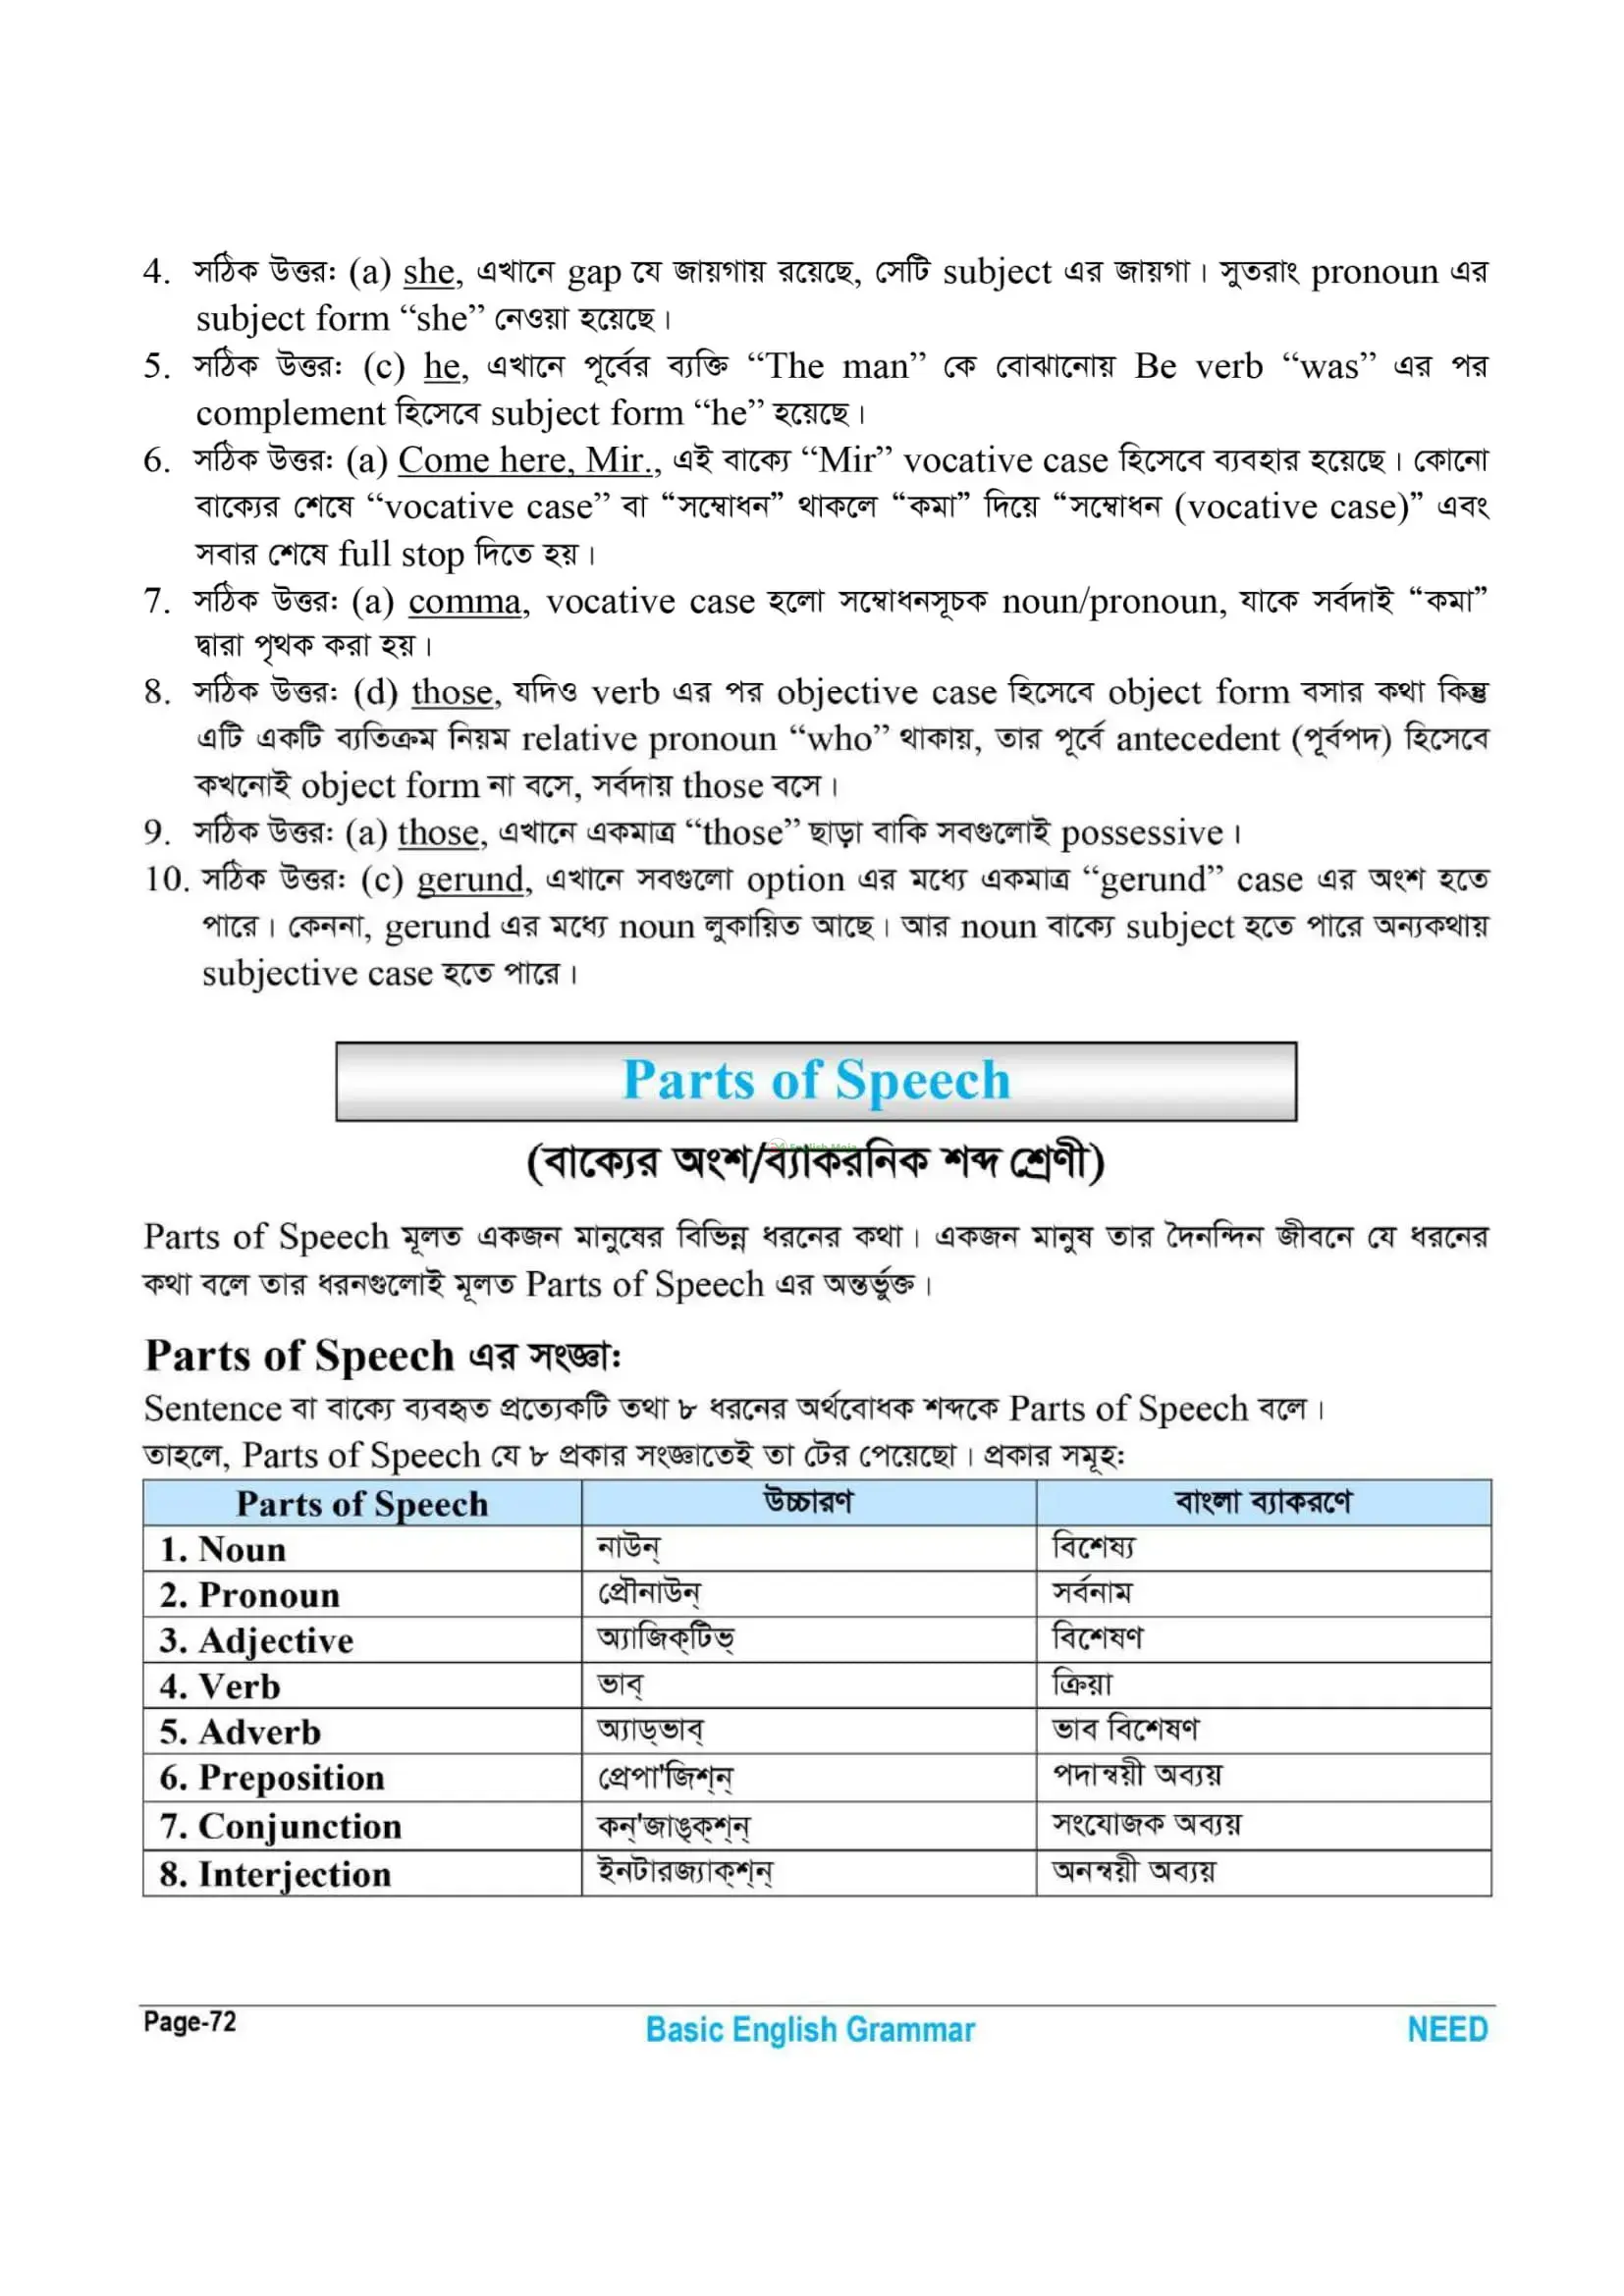 4. সঠিক উত্তর: (a) she, এখানে gap যে জায়গায় রয়েছে, সেটি subject এর জায়গা। সুতরাং pronoun এর
subject form “she” নেওয়া হয়েছে।
5. সঠিক উত্তর: (c) he, এখানে পূর্বের ব্যক্তি “The man” কে বোঝানোয় Be verb “was” এর পর
complement হিসেবে subject form “he” হয়েছে।
6. সঠিক উত্তর: (a) Come here, Mir., এই বাক্যে “Mir” vocative case হিসেবে ব্যবহার হয়েছে। কোনো
বাক্যের শেষে “vocative case” বা “সম্বোধন” থাকলে “কমা” দিয়ে “সম্বোধন (vocative case)” এবং
সবার শেষে full stop দিতে হয়।
7. সঠিক উত্তর: (a) comma, vocative case হলো সম্বোধনসূচক noun/pronoun, যাকে সর্বদাই “কমা”
দ্বারা পৃথক করা হয়।
8. সঠিক উত্তর: (d) those, যদিও verb এর পর objective case হিসেবে object form বসার কথা কিন্তু
এটি একটি ব্যতিক্রম নিয়ম relative pronoun “who” থাকায়, তার পূর্বে antecedent (পূর্বপদ) হিসেবে
কখনোই object form না বসে, সর্বদায় those বসে।
9. সঠিক উত্তর: (a) those, এখানে একমাত্র “those” ছাড়া বাকি সবগুলোই possessive।
10. সঠিক উত্তর: (c) gerund, এখানে সবগুলো option এর মধ্যে একমাত্র “gerund” case এর অংশ হতে
পারে। কেননা, gerund এর মধ্যে noun লুকায়িত আছে। আর noun বাক্যে subject হতে পারে অন্যকথায়
subjective case হতে পারে।
Parts of Speech
(বাক্যের অংশ/ব্যাকরনিক শব্দ শ্রেণী)
Parts of Speech মূলত একজন মানুষের বিভিন্ন ধরনের কথা। একজন মানুষ তার দৈনন্দিন জীবনে যে ধরনের
কথা বলে তার ধরনগুলোই মূলত Parts of Speech এর অন্তর্ভুক্ত।
Parts of Speech এর সংজ্ঞা:
Sentence বা বাক্যে ব্যবহৃত প্রত্যেকটি তথা ৮ ধরনের অর্থবোধক শব্দকে Parts of Speech বলে।
তাহলে, Parts of Speech যে ৮ প্রকার সংজ্ঞাতেই তা টের পেয়েছো। প্রকার সমূহ:
Parts of Speech উচ্চারণ বাংলা ব্যাকরণে
1. Noun নাউন্ বিশেষ্য
2. Pronoun প্রৌনাউন্ সর্বনাম
3. Adjective অ্যাজিক্‌টিভ্ বিশেষণ
4. Verb ভাব্ ক্রিয়া
5. Adverb অ্যাড্‌ভাব্ ভাব বিশেষণ
6. Preposition প্রেপা'জিশ্‌ন্ পদান্বয়ী অব্যয়
7. Conjunction কন্'জাঙ্‌ক্‌শ্‌ন্ সংযোজক অব্যয়
8. Interjection ইনটারজ্যাক্‌শ্‌ন্ অনন্বয়ী অব্যয়
Page-72 Basic English Grammar NEED